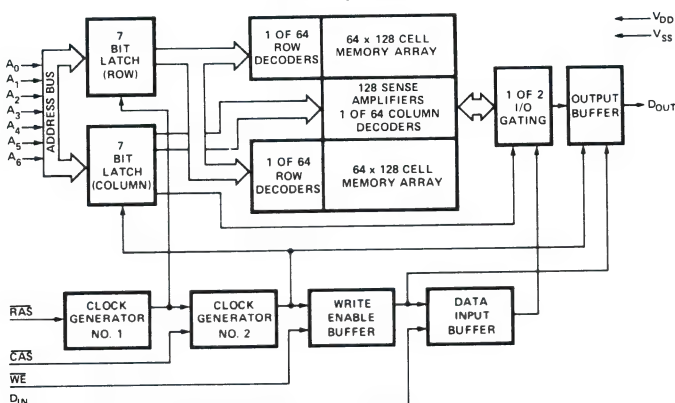 7
BIT
LATCH
(ROW)
1 OF 64
ROW
DECODERS
64 x 128 CELL
MEMORY ARRAY
V_DD
V_SS
A_0
A_1
A_2
A_3
A_4
A_5
A_6
ADDRESS BUS
128 SENSE
AMPLIFIERS
1 OF 64 COLUMN
DECODERS
1 OF 2
I/O
GATING
OUTPUT
BUFFER
D_OUT
7
BIT
LATCH
(COLUMN)
1 OF 64
ROW
DECODERS
64 x 128 CELL
MEMORY ARRAY
RAS
CLOCK
GENERATOR
NO. 1
CLOCK
GENERATOR
NO. 2
WRITE
ENABLE
BUFFER
DATA
INPUT
BUFFER
CAS
WE
D_IN